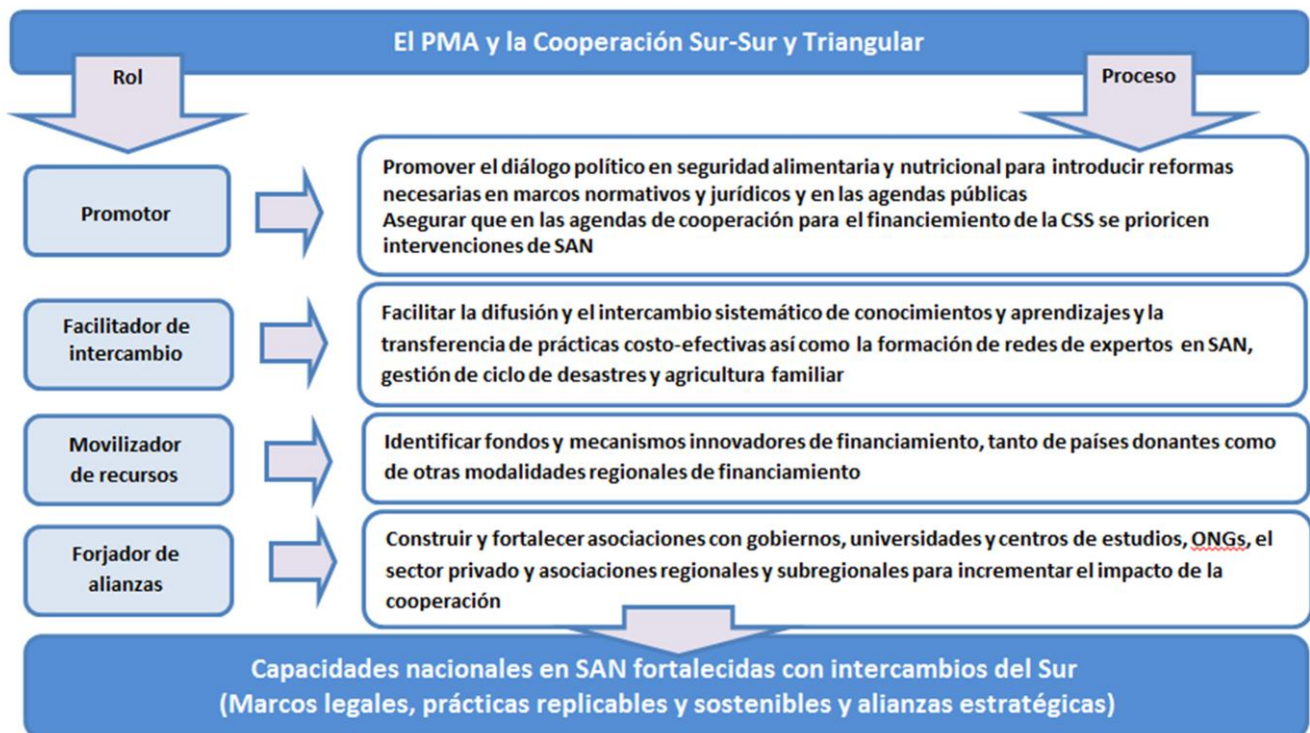 El PMA y la Cooperación Sur-Sur y Triangular
Rol
Proceso
Promotor
Promover el diálogo político en seguridad alimentaria y nutricional para introducir reformas
necesarias en marcos normativos y jurídicos y en las agendas públicas
Asegurar que en las agendas de cooperación para el financiemiento de la CSS se prioricen
intervenciones de SAN
Facilitador de
intercambio
Facilitar la difusión y el intercambio sistemático de conocimientos y aprendizajes y la
transferencia de prácticas costo-efectivas así como la formación de redes de expertos en SAN,
gestión de ciclo de desastres y agricultura familiar
Movilizador
de recursos
Identificar fondos y mecanismos innovadores de financiamiento, tanto de países donantes como
de otras modalidades regionales de financiamiento
Forjador de
alianzas
Construir y fortalecer asociaciones con gobiernos, universidades y centros de estudios, ONGs, el
sector privado y asociaciones regionales y subregionales para incrementar el impacto de la
cooperación
Capacidades nacionales en SAN fortalecidas con intercambios del Sur
(Marcos legales, prácticas replicables y sostenibles y alianzas estratégicas)